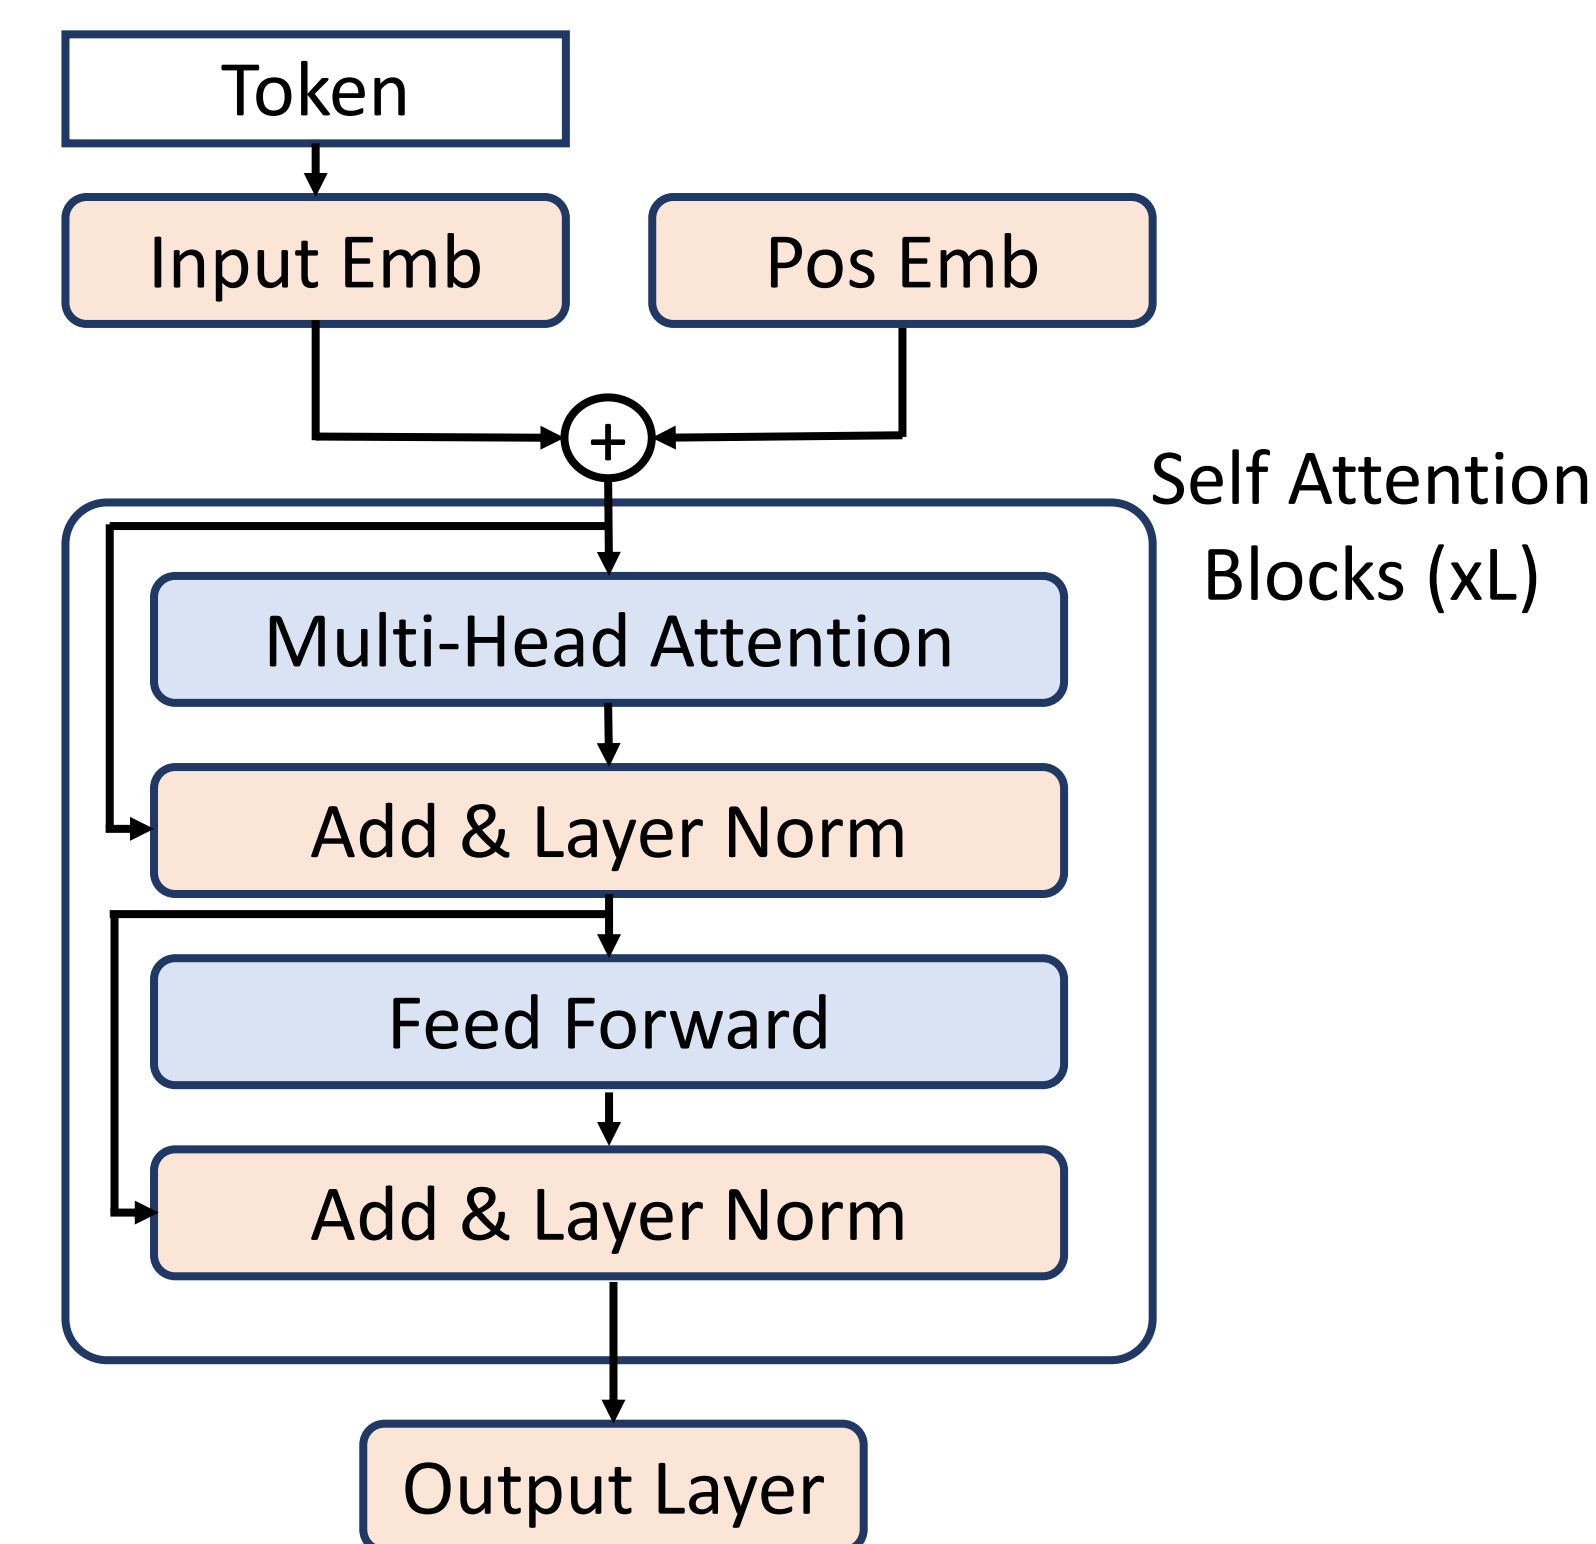 Token
Input Emb
Pos Emb
+
Self Attention
Blocks (xL)
Multi-Head Attention
Add & Layer Norm
Feed Forward
Add & Layer Norm
Output Layer